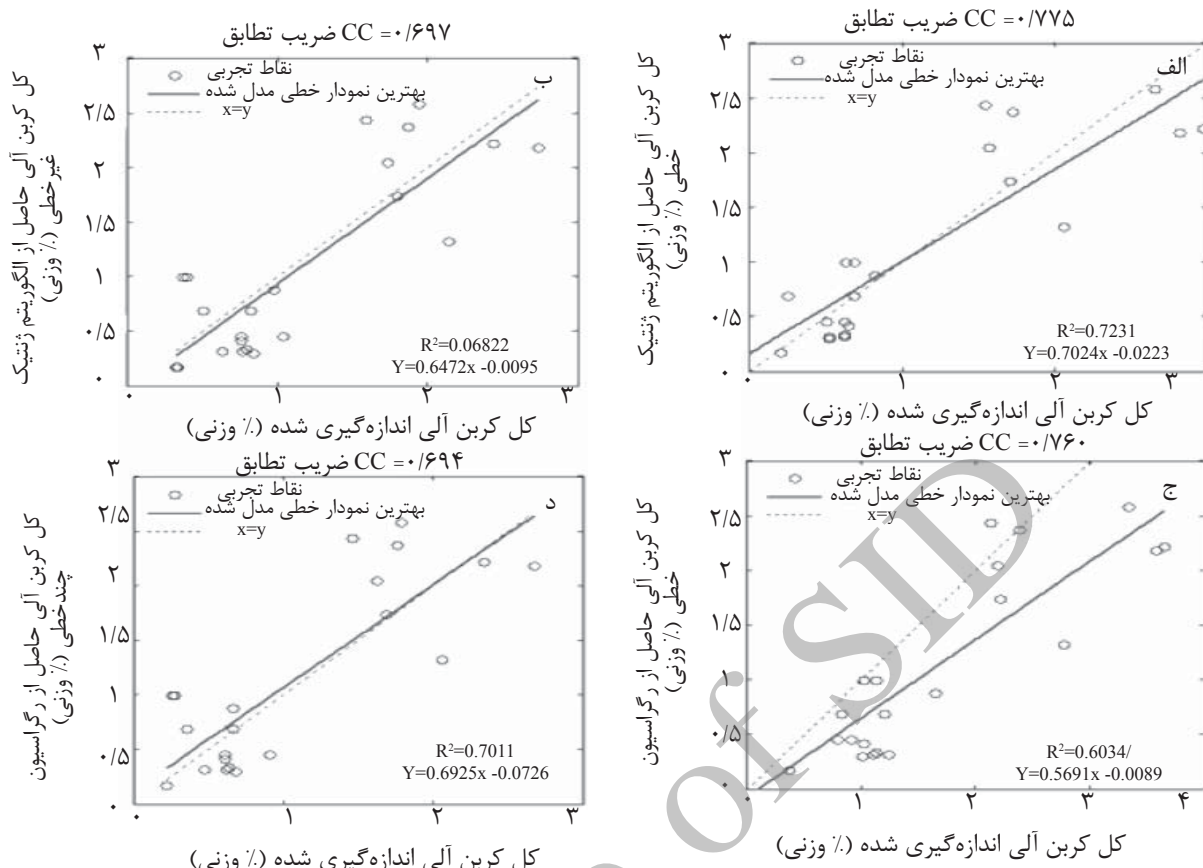 ضریب تطابق CC =۰/۷۷۵
۳
۲/۵
۲
۱/۵
۱
۰/۵
۰
الف
نقاط تجربی
بهترین نمودار خطی مدل شده
x=y
کل کربن آلی حاصل از الگوریتم ژنتیک
خطی (٪ وزنی)
R²=0.7231
Y=0.7024x -0.0223
۱
۲
۳
کل کربن آلی اندازه‌گیری شده (٪ وزنی)
ضریب تطابق CC =۰/۶۹۷
۳
۲/۵
۲
۱/۵
۱
۰/۵
۰
ب
نقاط تجربی
بهترین نمودار خطی مدل شده
x=y
کل کربن آلی حاصل از الگوریتم ژنتیک
غیرخطی (٪ وزنی)
R²=0.06822
Y=0.6472x -0.0095
۱
۲
۳
کل کربن آلی اندازه‌گیری شده (٪ وزنی)
ضریب تطابق CC =۰/۷۶۰
۳
۲/۵
۲
۱/۵
۱
۰/۵
۰
ج
نقاط تجربی
بهترین نمودار خطی مدل شده
x=y
کل کربن آلی حاصل از رگراسیون
خطی (٪ وزنی)
R²=0.6034/
Y=0.5691x -0.0089
۱
۲
۳
۴
کل کربن آلی اندازه‌گیری شده (٪ وزنی)
ضریب تطابق CC =۰/۶۹۴
۳
۲/۵
۲
۱/۵
۱
۰/۵
۰
د
نقاط تجربی
بهترین نمودار خطی مدل شده
x=y
کل کربن آلی حاصل از رگراسیون
چندخطی (٪ وزنی)
R²=0.7011
Y=0.6925x -0.0726
۱
۲
۳
کل کربن آلی اندازه‌گیری شده (٪ وزنی)
of SID